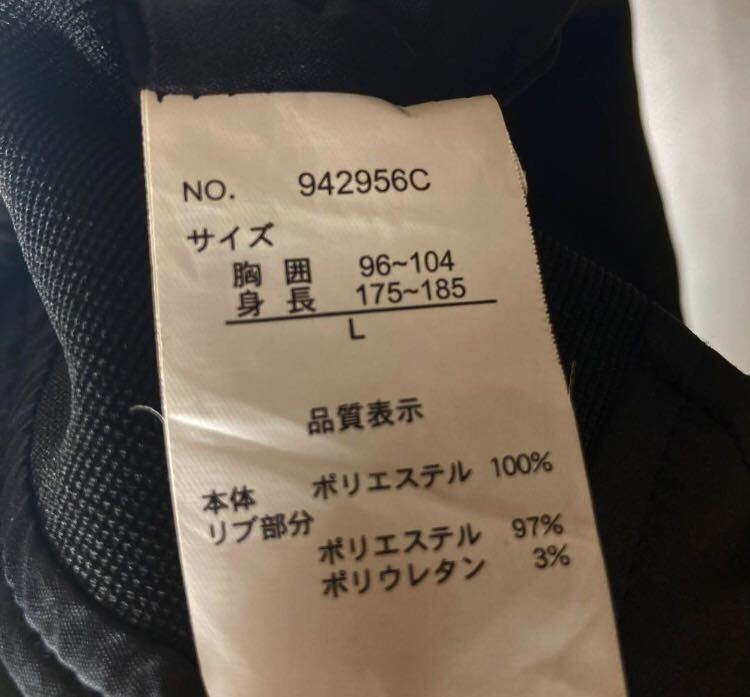 NO. 942956C
サイズ
胸 囲 96~104
身 長 175~185
L
品質表示
本体 ポリエステル 100%
リブ部分
ポリエステル 97%
ポリウレタン 3%